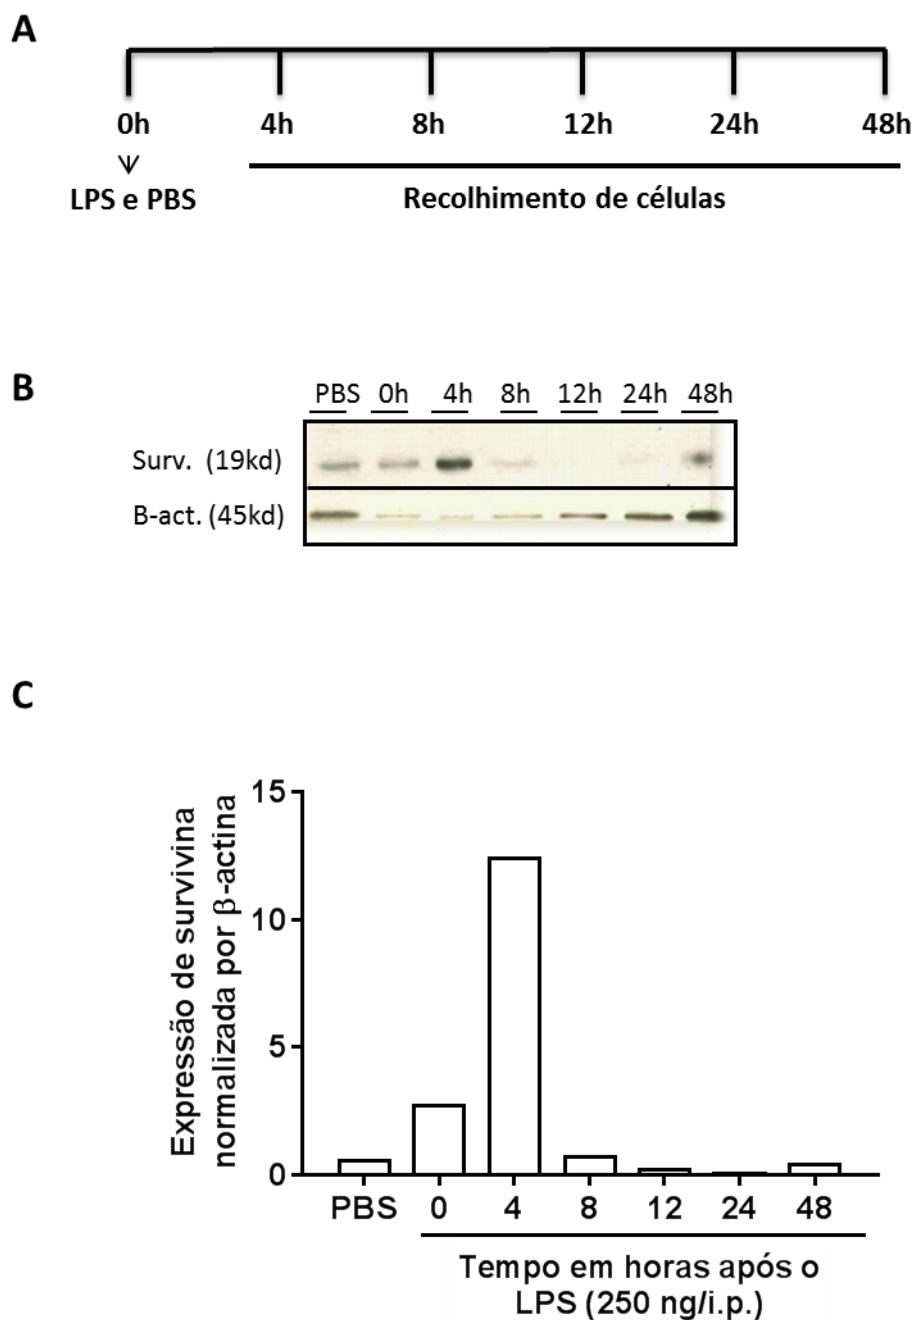 A
0h 4h 8h 12h 24h 48h
LPS e PBS Recolhimento de células
B
PBS 0h 4h 8h 12h 24h 48h
Surv. (19kd)
B-act. (45kd)
C
Expressão de survivina
normalizada por β-actina
15
10
5
0
PBS 0 4 8 12 24 48
Tempo em horas após o
LPS (250 ng/i.p.)